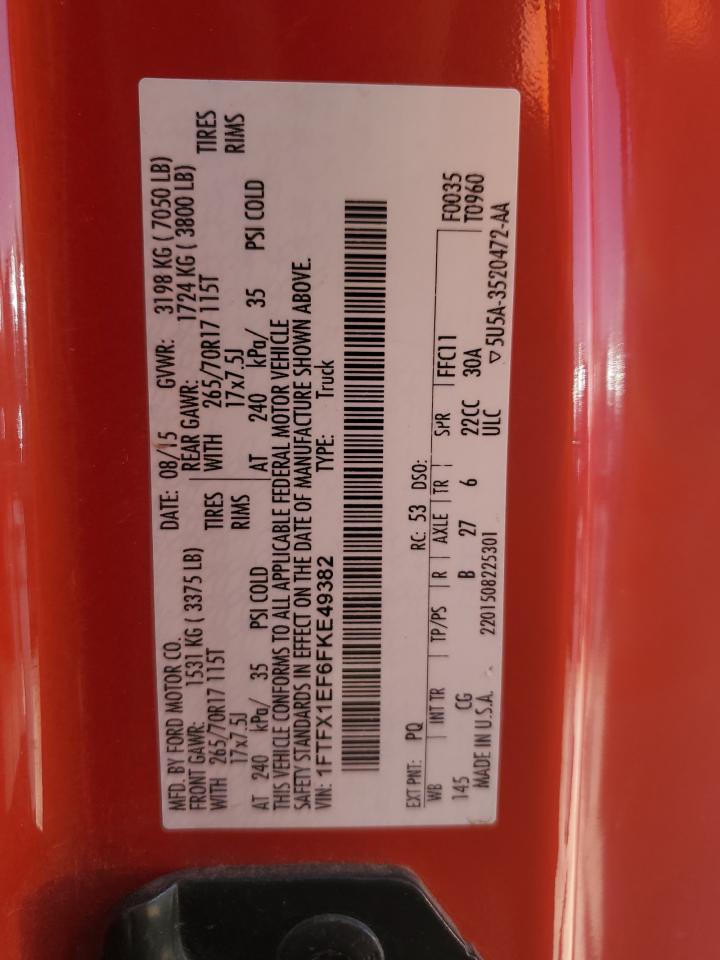 MFD. BY FORD MOTOR CO. DATE: 08/15 GVWR: 3198 KG ( 7050 LB)
FRONT GAWR: 1531 KG ( 3375 LB) REAR GAWR: 1724 KG ( 3800 LB)
WITH 265/70R17 115T TIRES WITH 265/70R17 115T TIRES
17x7.5J RIMS 17x7.5J RIMS
AT 240 kPa/ 35 PSI COLD AT 240 kPa/ 35 PSI COLD
THIS VEHICLE CONFORMS TO ALL APPLICABLE FEDERAL MOTOR VEHICLE
SAFETY STANDARDS IN EFFECT ON THE DATE OF MANUFACTURE SHOWN ABOVE.
VIN: 1FTFX1EF6FKE49382 TYPE: Truck
EXT PNT: PQ RC: 53 DSO: FFC11 F0035
WB INT TR TP/PS R AXLE TR SPR 30A T0960
145 CG B 27 6 22CC
MADE IN U.S.A. 2201508225301 ULC ▽5U5A-3520472-AA